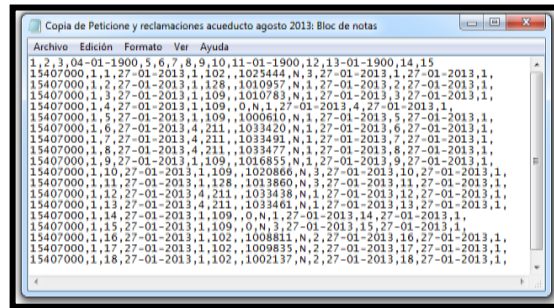 Copia de Peticione y reclamaciones acueducto agosto 2013: Bloc de notas
Archivo Edición Formato Ver Ayuda
1,2,3,04-01-1900,5,6,7,8,9,10,11-01-1900,12,13-01-1900,14,15
15407000,1,1,27-01-2013,1,102,,1025444,N,3,27-01-2013,1,27-01-2013,1,
15407000,1,2,27-01-2013,1,128,,1010957,N,1,27-01-2013,2,27-01-2013,1,
15407000,1,3,27-01-2013,1,109,,1010783,N,1,27-01-2013,3,27-01-2013,1,
15407000,1,4,27-01-2013,1,109,,0,N,1,27-01-2013,4,27-01-2013,1,
15407000,1,5,27-01-2013,1,109,,1000610,N,1,27-01-2013,5,27-01-2013,1,
15407000,1,6,27-01-2013,4,211,,1033420,N,1,27-01-2013,6,27-01-2013,1,
15407000,1,7,27-01-2013,4,211,,1033491,N,1,27-01-2013,7,27-01-2013,1,
15407000,1,8,27-01-2013,4,211,,1033477,N,1,27-01-2013,8,27-01-2013,1,
15407000,1,9,27-01-2013,1,109,,1016855,N,1,27-01-2013,9,27-01-2013,1,
15407000,1,10,27-01-2013,1,109,,1020866,N,3,27-01-2013,10,27-01-2013,1,
15407000,1,11,27-01-2013,1,128,,1013860,N,3,27-01-2013,11,27-01-2013,1,
15407000,1,12,27-01-2013,4,211,,1033438,N,1,27-01-2013,12,27-01-2013,1,
15407000,1,13,27-01-2013,4,211,,1033461,N,1,27-01-2013,13,27-01-2013,1,
15407000,1,14,27-01-2013,1,109,,0,N,1,27-01-2013,14,27-01-2013,1,
15407000,1,15,27-01-2013,1,109,,0,N,3,27-01-2013,15,27-01-2013,1,
15407000,1,16,27-01-2013,1,102,,1008811,N,2,27-01-2013,16,27-01-2013,1,
15407000,1,17,27-01-2013,1,102,,1009835,N,2,27-01-2013,17,27-01-2013,1,
15407000,1,18,27-01-2013,1,102,,1002137,N,2,27-01-2013,18,27-01-2013,1,